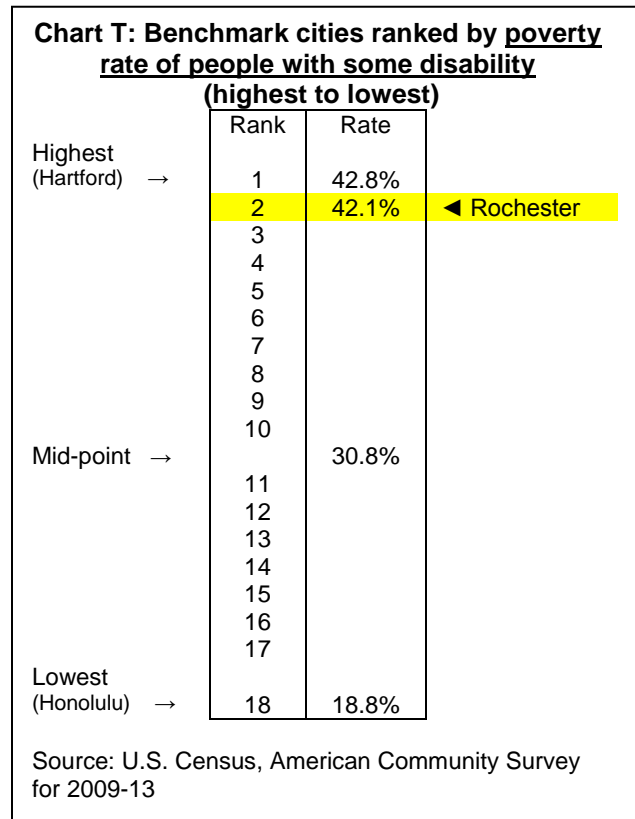 Chart T: Benchmark cities ranked by poverty
rate of people with some disability
(highest to lowest)
Rank Rate
Highest
(Hartford) → 1 42.8%
2 42.1% ◄ Rochester
3
4
5
6
7
8
9
10
Mid-point → 30.8%
11
12
13
14
15
16
17
Lowest
(Honolulu) → 18 18.8%
Source: U.S. Census, American Community Survey
for 2009-13